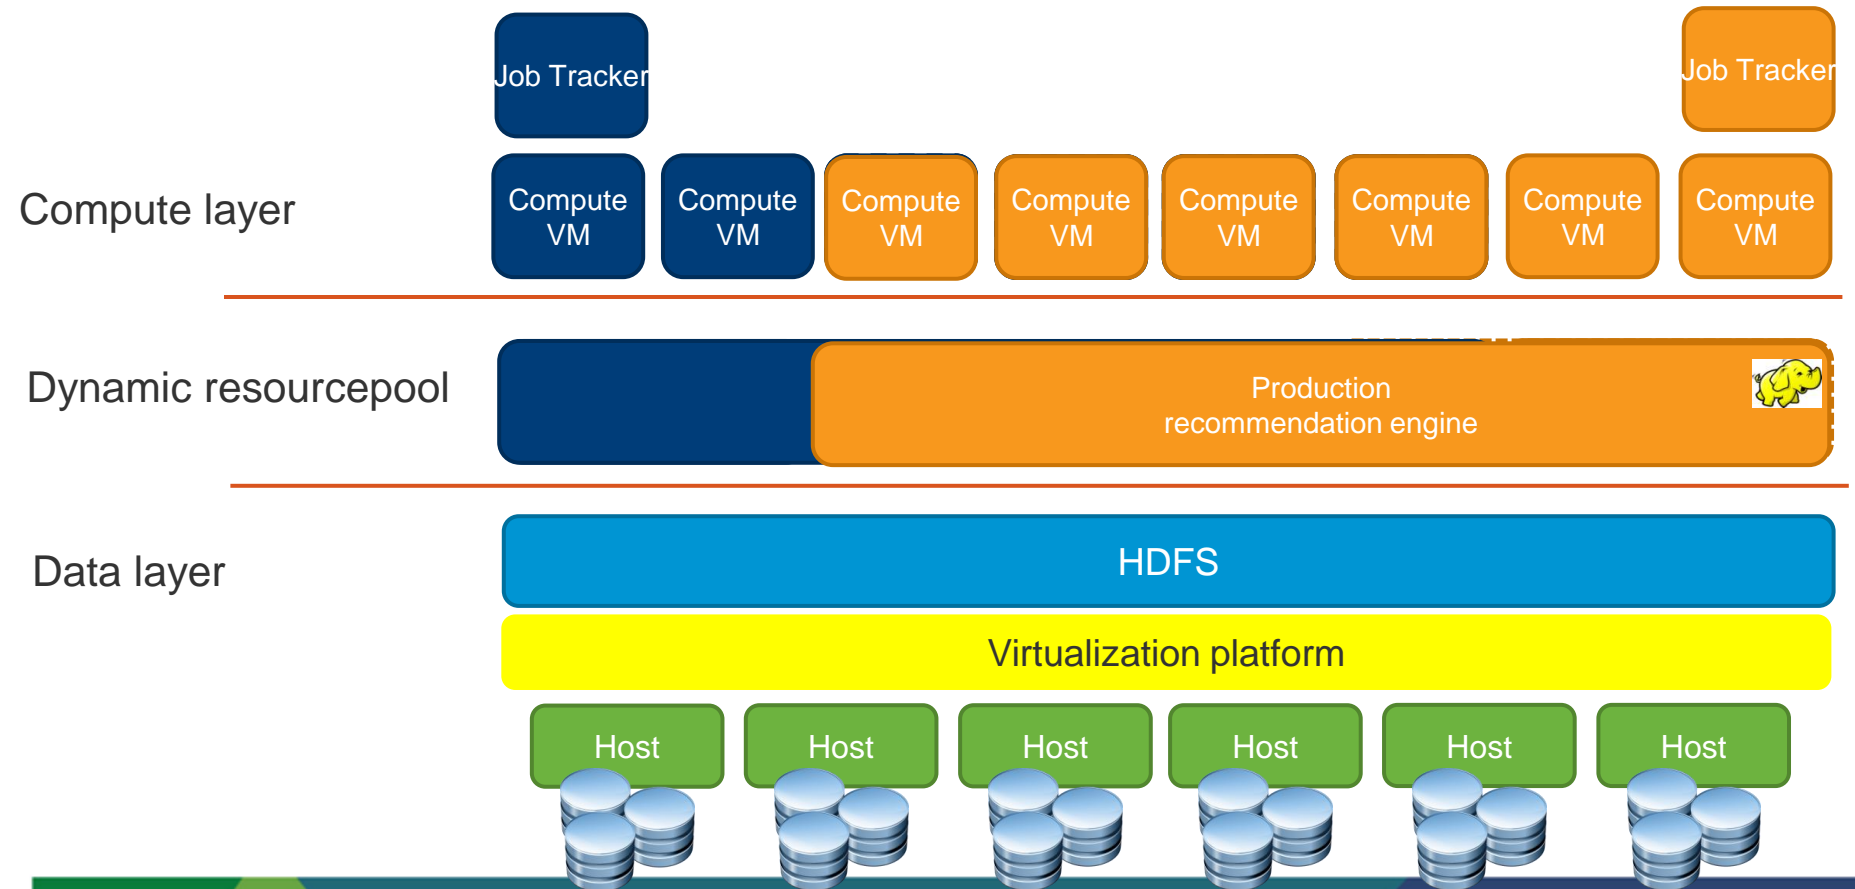 Job Tracker
Job Tracker
Compute layer
Compute
VM
Compute
VM
Compute
VM
Compute
VM
Compute
VM
Compute
VM
Compute
VM
Compute
VM
Dynamic resourcepool
Production
recommendation engine
Data layer
HDFS
Virtualization platform
Host
Host
Host
Host
Host
Host